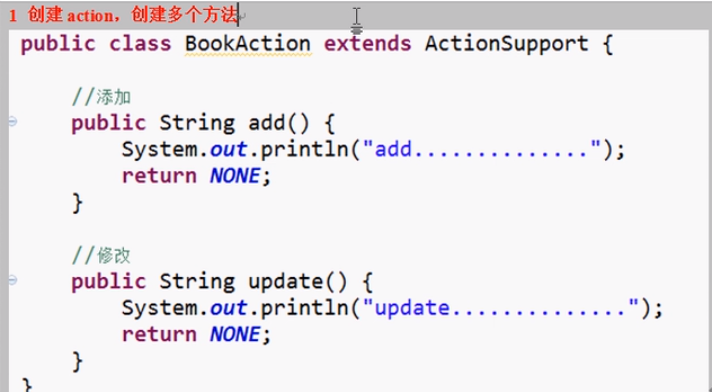 1 创建 action，创建多个方法
public class BookAction extends ActionSupport {
//添加
public String add() {
System.out.println("add..............");
return NONE;
}
//修改
public String update() {
System.out.println("update..............");
return NONE;
}
}